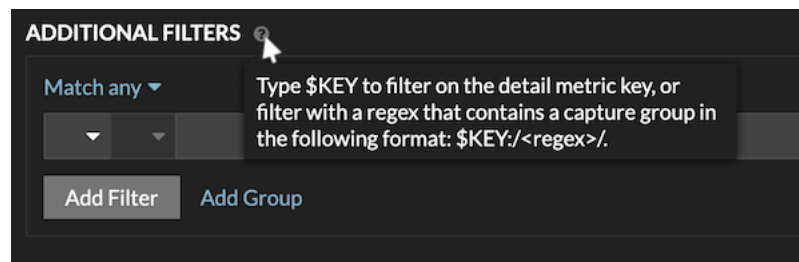 ADDITIONAL FILTERS ?
Match any
Type $KEY to filter on the detail metric key, or
filter with a regex that contains a capture group in
the following format: $KEY:/<regex>/.
Add Filter Add Group